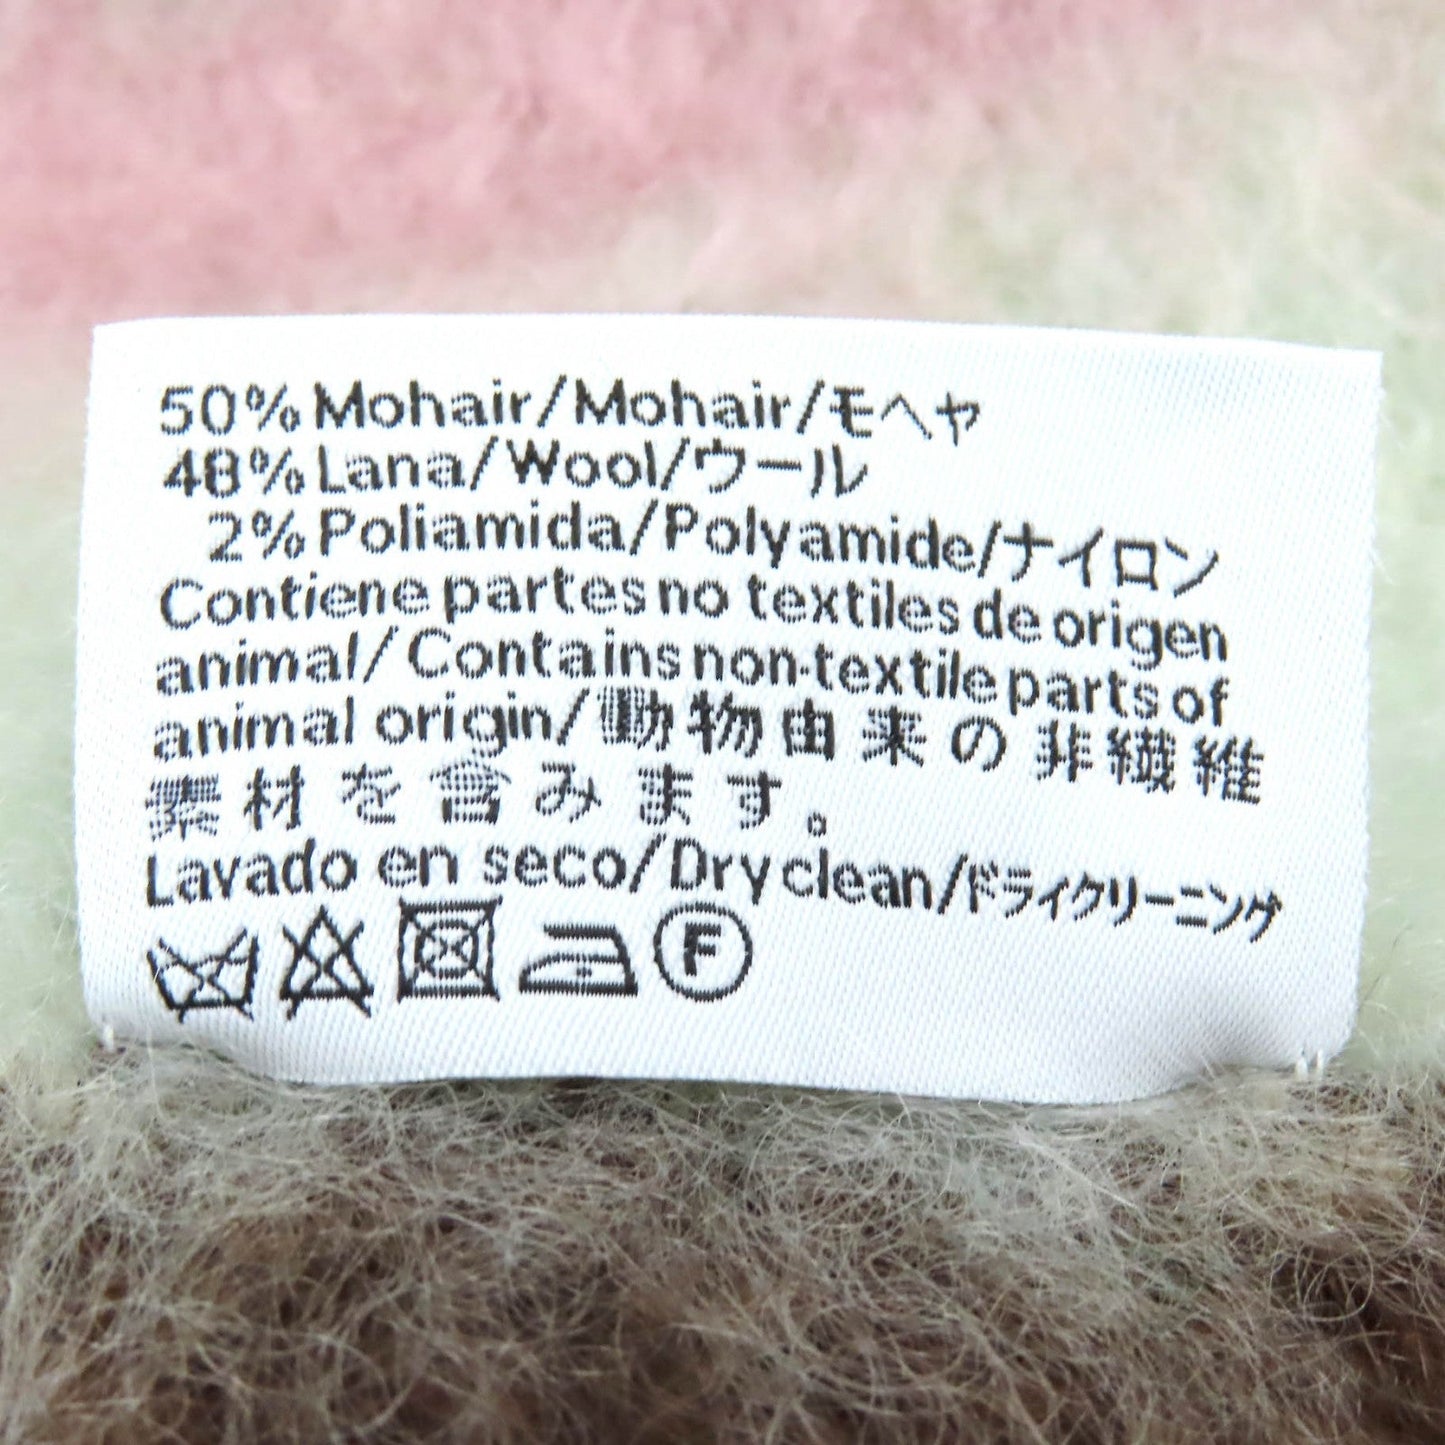 50% Mohair/Mohair/モヘヤ
48% Lana/Wool/ウール
2% Poliamida/Polyamide/ナイロン
Contiene partes no textiles de origen
animal/Contains non-textile parts of
animal origin/動物由来の非繊維
素材を含みます。
Lavado en seco/Dry clean/ドライクリーニング
F